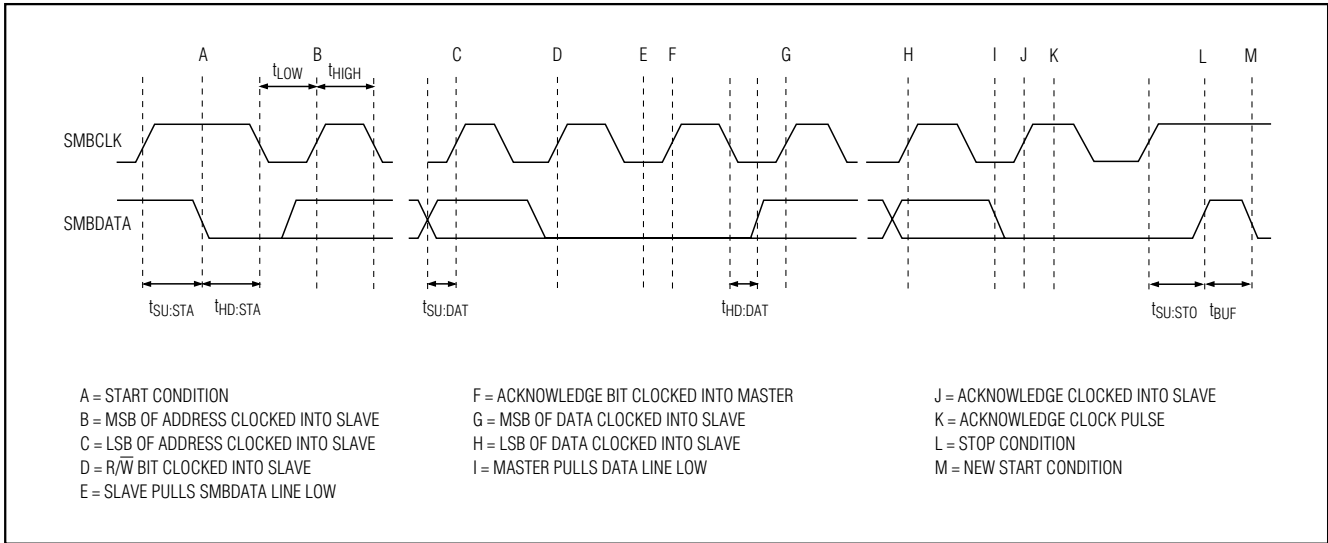 A B C D E F G H I J K L M
tLOW tHIGH
SMBCLK
SMBDATA
tSU:STA tHD:STA tSU:DAT tHD:DAT tSU:STO tBUF
A = START CONDITION
B = MSB OF ADDRESS CLOCKED INTO SLAVE
C = LSB OF ADDRESS CLOCKED INTO SLAVE
D = R/W̅ BIT CLOCKED INTO SLAVE
E = SLAVE PULLS SMBDATA LINE LOW
F = ACKNOWLEDGE BIT CLOCKED INTO MASTER
G = MSB OF DATA CLOCKED INTO SLAVE
H = LSB OF DATA CLOCKED INTO SLAVE
I = MASTER PULLS DATA LINE LOW
J = ACKNOWLEDGE CLOCKED INTO SLAVE
K = ACKNOWLEDGE CLOCK PULSE
L = STOP CONDITION
M = NEW START CONDITION